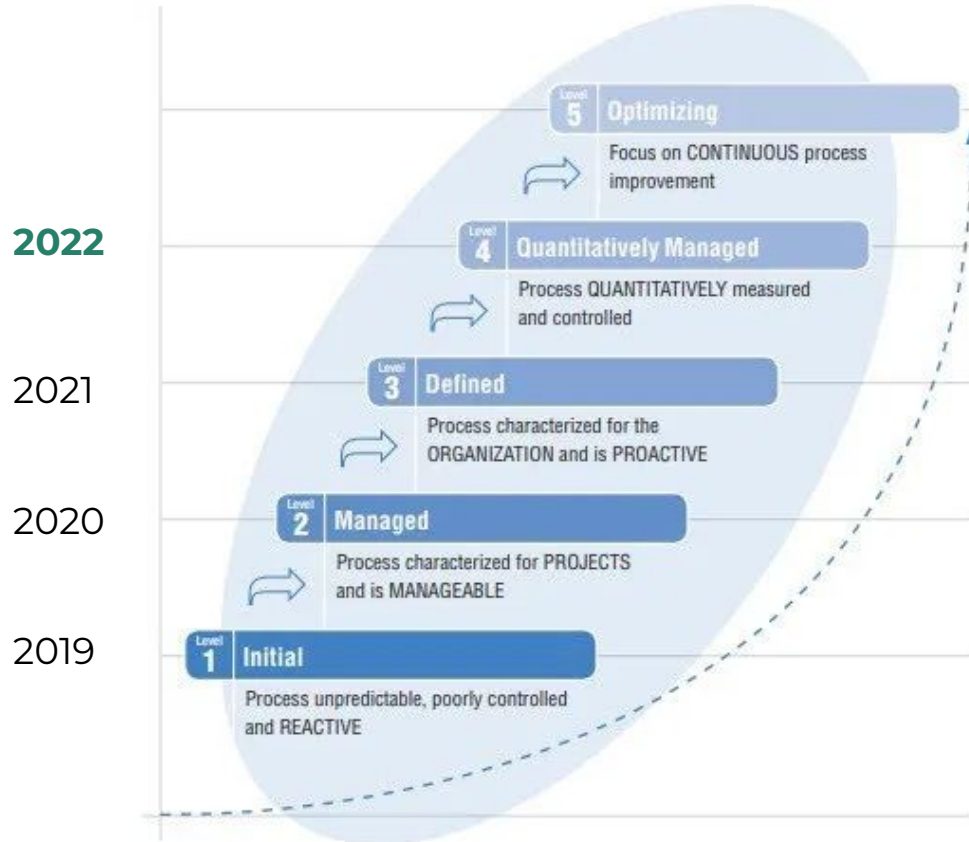 Level
5
Optimizing
Focus on CONTINUOUS process
improvement
2022
Level
4
Quantitatively Managed
Process QUANTITATIVELY measured
and controlled
2021
Level
3
Defined
Process characterized for the
ORGANIZATION and is PROACTIVE
2020
Level
2
Managed
Process characterized for PROJECTS
and is MANAGEABLE
2019
Level
1
Initial
Process unpredictable, poorly controlled
and REACTIVE